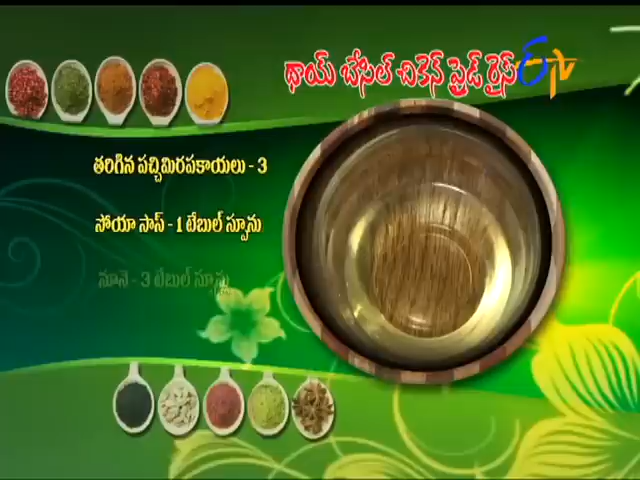 థాయ్ బేసిల్ చికెన్ ఫ్రైడ్ రైస్
ETV
తరిగిన పచ్చిమిరపకాయలు - 3
సోయా సాస్ - 1 టేబుల్ స్పూను
నూనె - 3 టేబుల్ స్పూన్లు